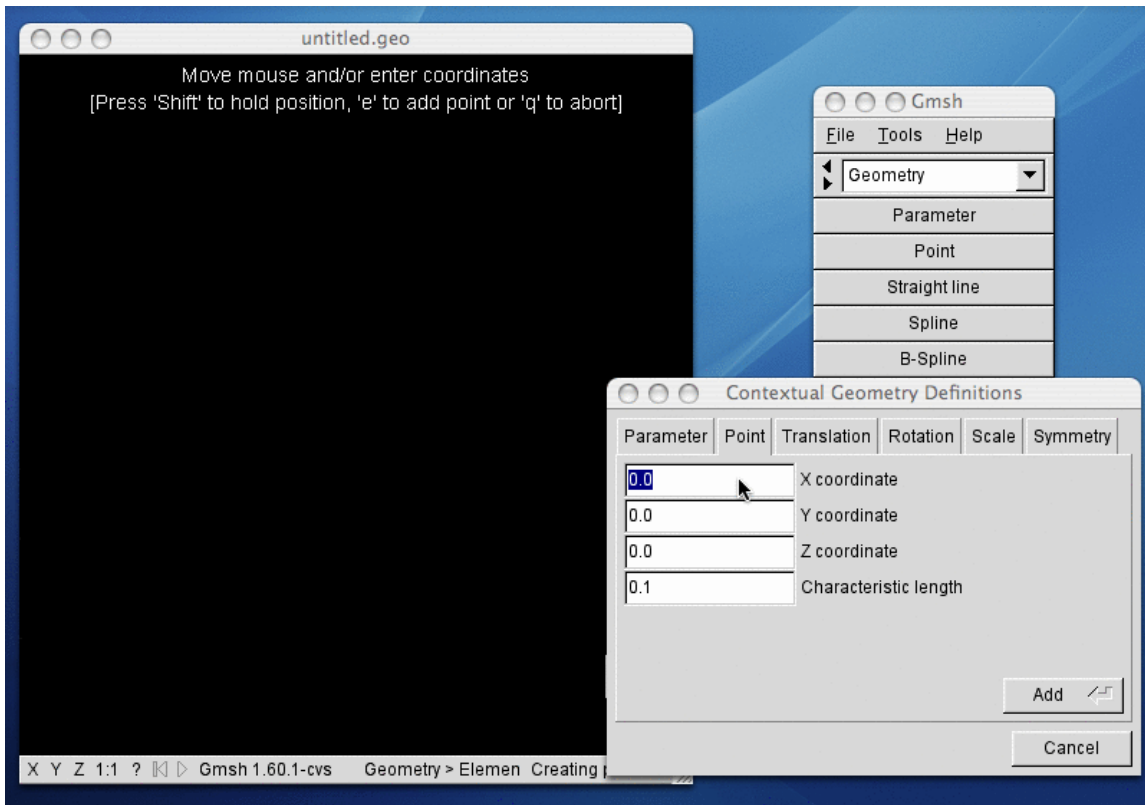 untitled.geo
Move mouse and/or enter coordinates
[Press 'Shift' to hold position, 'e' to add point or 'q' to abort]
X Y Z 1:1 ? Gmsh 1.60.1-cvs Geometry > Elemen Creating
Gmsh
File Tools Help
Geometry
Parameter
Point
Straight line
Spline
B-Spline
Contextual Geometry Definitions
Parameter Point Translation Rotation Scale Symmetry
0.0 X coordinate
0.0 Y coordinate
0.0 Z coordinate
0.1 Characteristic length
Add
Cancel